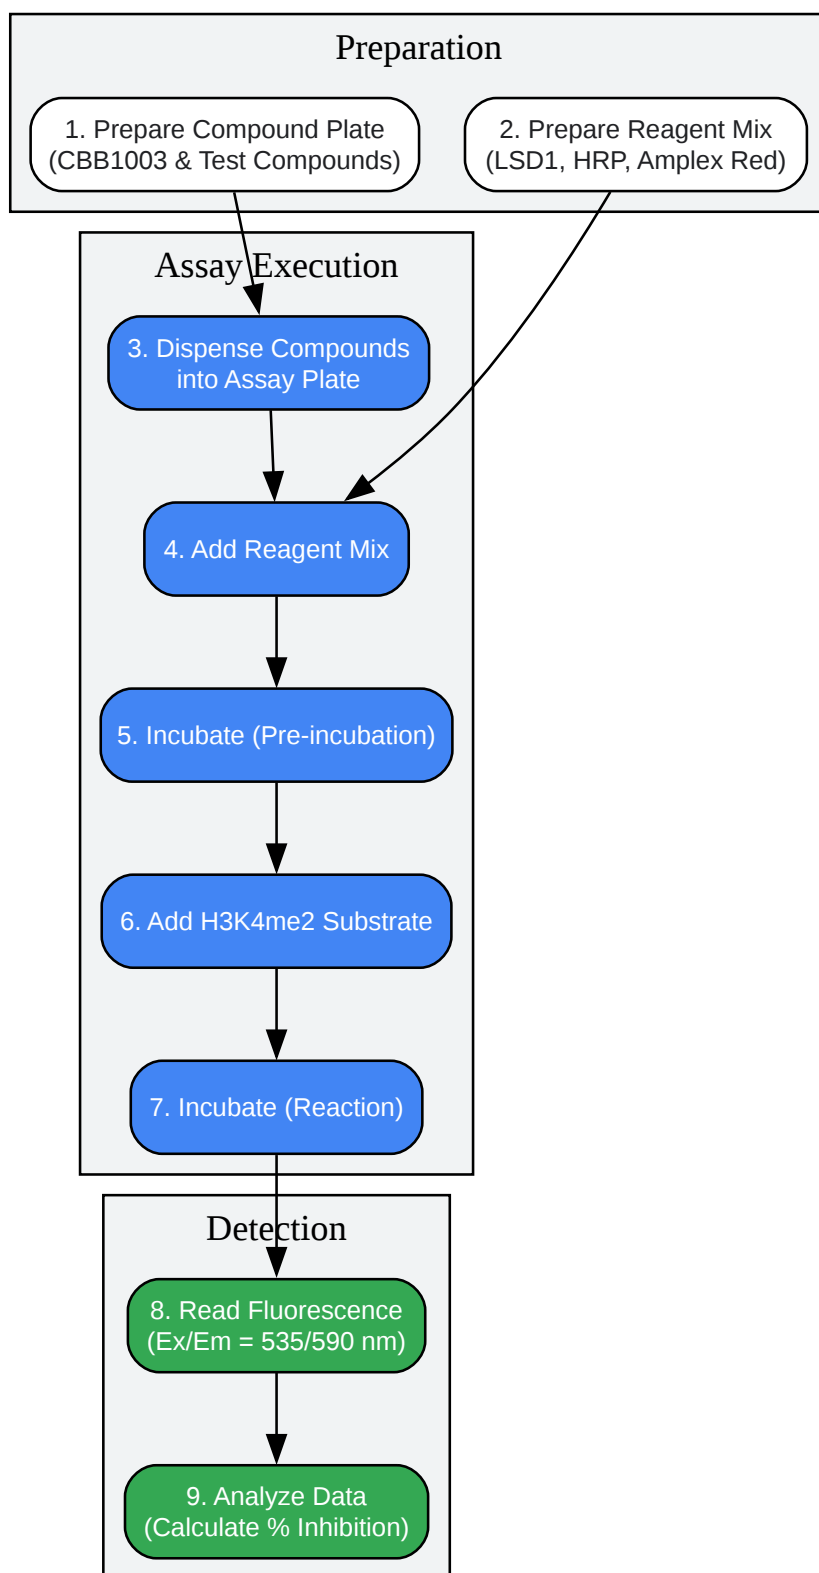 Preparation
1. Prepare Compound Plate
(CBB1003 & Test Compounds)
2. Prepare Reagent Mix
(LSD1, HRP, Amplex Red)
Assay Execution
3. Dispense Compounds
into Assay Plate
4. Add Reagent Mix
5. Incubate (Pre-incubation)
6. Add H3K4me2 Substrate
7. Incubate (Reaction)
Detection
8. Read Fluorescence
(Ex/Em = 535/590 nm)
9. Analyze Data
(Calculate % Inhibition)